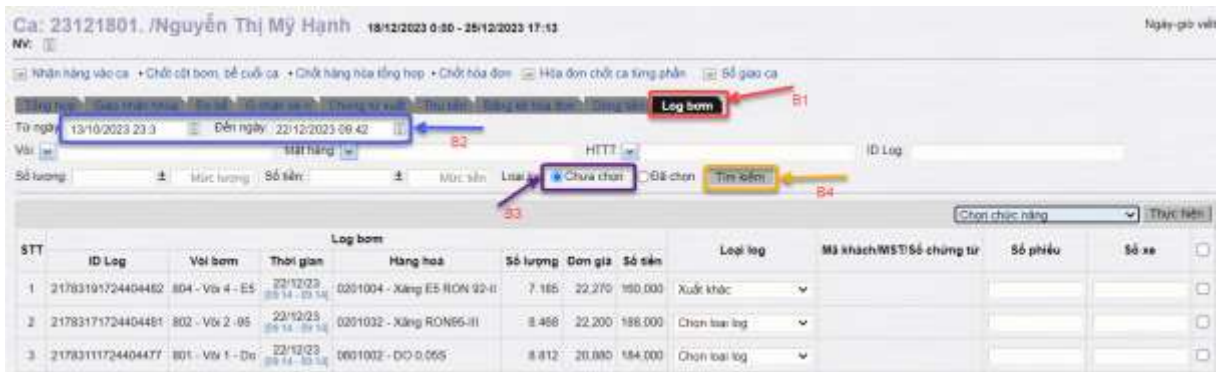 Ca: 23121801. /Nguyễn Thị Mỹ Hạnh 18/12/2023 0:00 - 25/12/2023 17:13 Ngày-giờ viết
NV:
Nhận hàng vào ca + Chốt cột bơm, bể cuối ca + Chốt hàng hóa tổng hợp + Chốt hóa đơn Hóa đơn chốt ca từng phần Sổ giao ca
Log bơm B1
Từ ngày 13/10/2023 23:3 Đến ngày 22/12/2023 09:42 B2
Vòi Mặt hàng HTTT ID Log
Số lượng ± Mức lượng Số tiền ± Mức tiền Chưa chọn Đã chọn Tìm kiếm B4
B3
Chọn chức năng Thực hiện
STT Log bơm Loại log Mã khách/MST/Số chứng từ Số phiếu Số xe
ID Log Vòi bơm Thời gian Hàng hoá Số lượng Đơn giá Số tiền
1 21783191724404482 804 - Vòi 4 - E5 22/12/23 0201004 - Xăng E5 RON 92-II 7.185 22,270 160,000 Xuất khác
2 21783171724404481 802 - Vòi 2 -95 22/12/23 0201032 - Xăng RON95-III 8.468 22,200 188,000 Chọn loại log
3 21783111724404477 801 - Vòi 1 - Do 22/12/23 0601002 - DO 0,05S 8.812 20,880 184,000 Chọn loại log